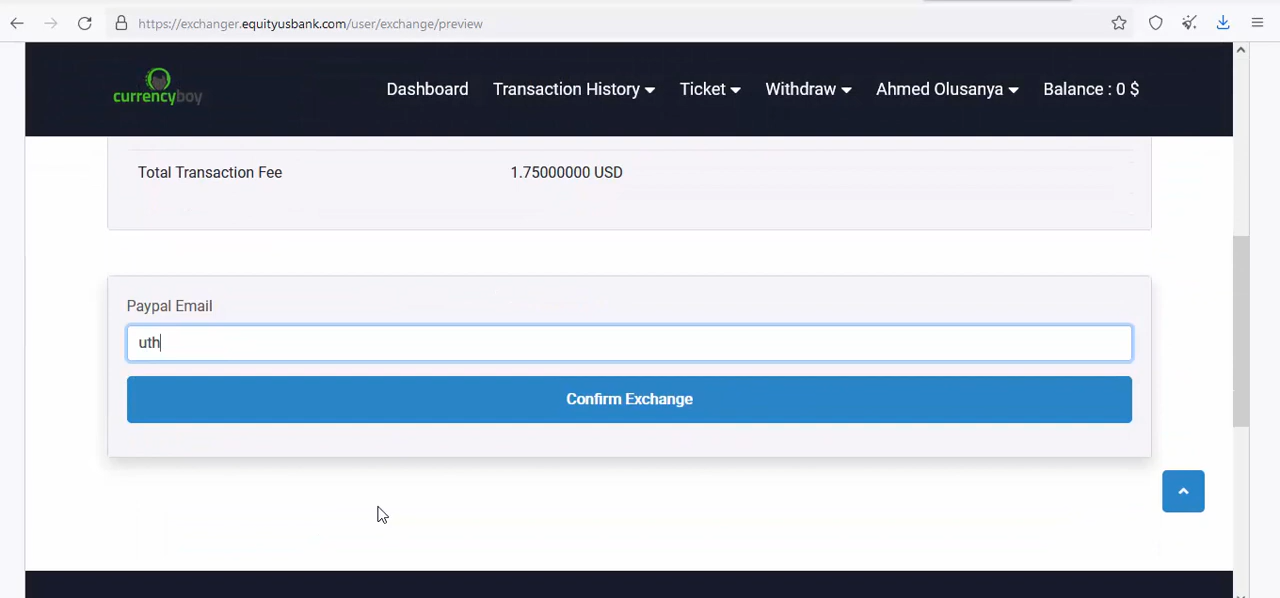 https://exchanger.equityusbank.com/user/exchange/preview
currencyboy
Dashboard Transaction History Ticket Withdraw Ahmed Olusanya Balance : 0 $
Total Transaction Fee 1.75000000 USD
Paypal Email
uth
Confirm Exchange